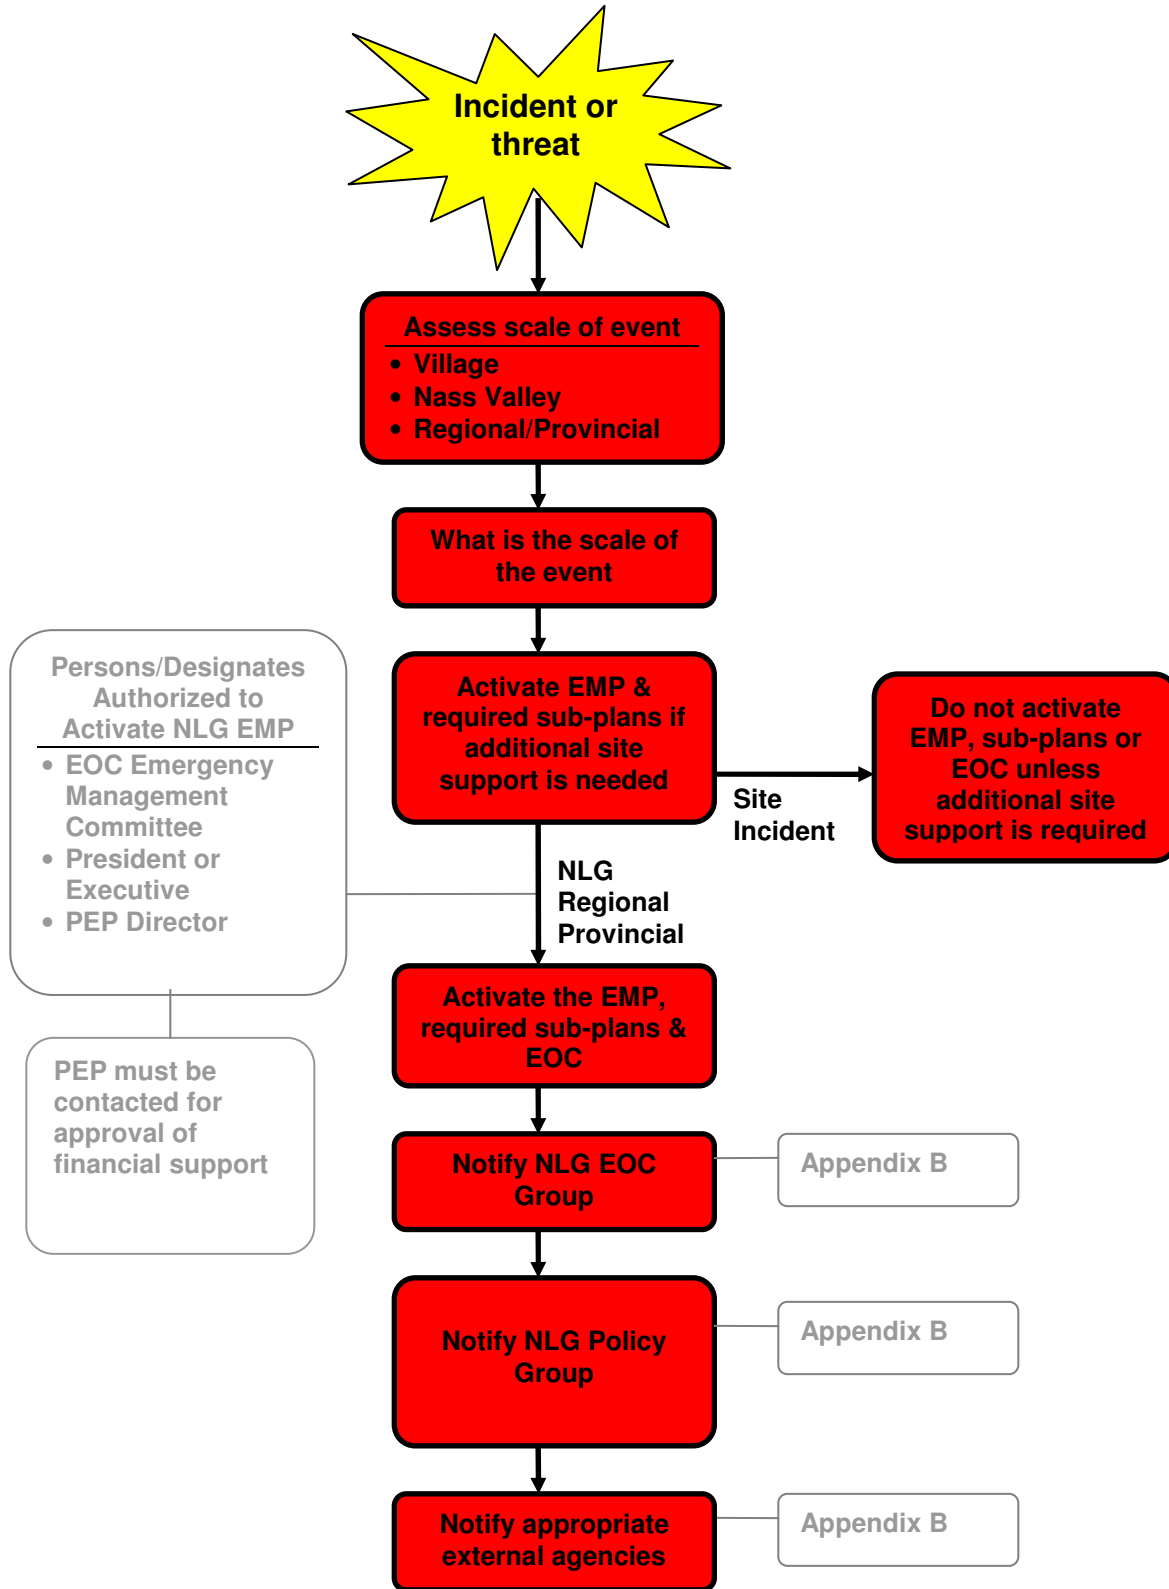 Incident or
threat
Assess scale of event
• Village
• Nass Valley
• Regional/Provincial
What is the scale of
the event
Persons/Designates
Authorized to
Activate NLG EMP
• EOC Emergency
Management
Committee
• President or
Executive
• PEP Director
Activate EMP &
required sub-plans if
additional site
support is needed
Site
Incident
Do not activate
EMP, sub-plans or
EOC unless
additional site
support is required
NLG
Regional
Provincial
Activate the EMP,
required sub-plans &
EOC
PEP must be
contacted for
approval of
financial support
Notify NLG EOC
Group
Appendix B
Notify NLG Policy
Group
Appendix B
Notify appropriate
external agencies
Appendix B